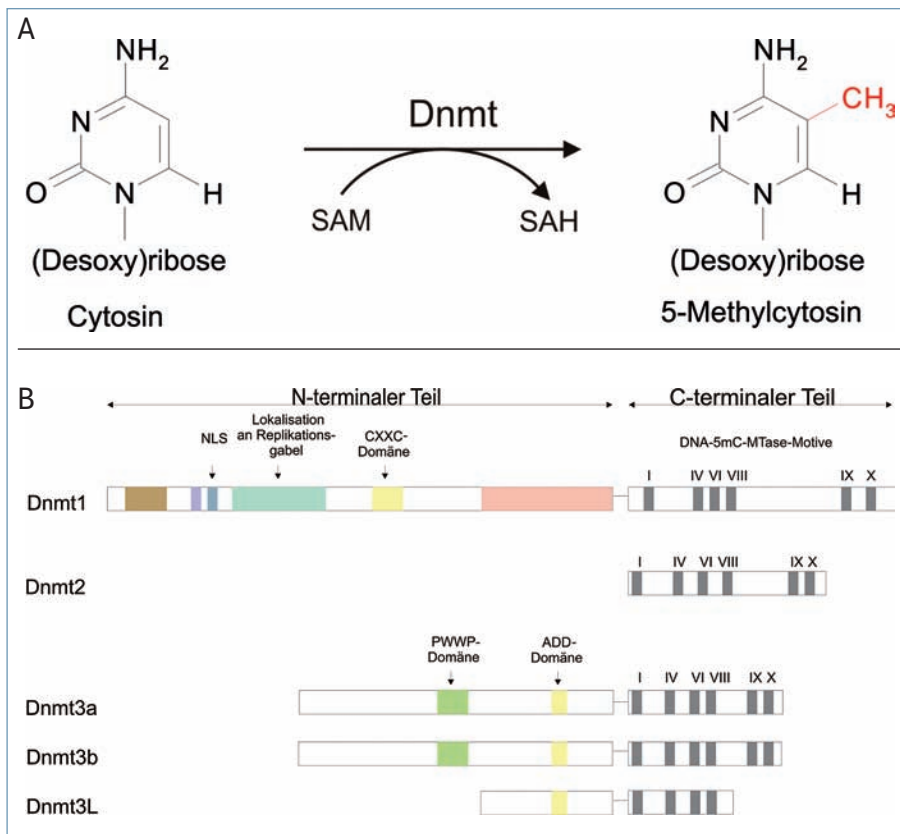 A
NH2
NH2
CH3
Dnmt
N
N
O
N
H
O
N
H
SAM
SAH
(Desoxy)ribose
(Desoxy)ribose
Cytosin
5-Methylcytosin
B
N-terminaler Teil
C-terminaler Teil
NLS
Lokalisation
an Replikations-
gabel
CXXC-
Domäne
DNA-5mC-MTase-Motive
I IV VI VIII IX X
Dnmt1
I IV VI VIII IX X
Dnmt2
PWWP-
Domäne
ADD-
Domäne
I IV VI VIII IX X
Dnmt3a
Dnmt3b
Dnmt3L